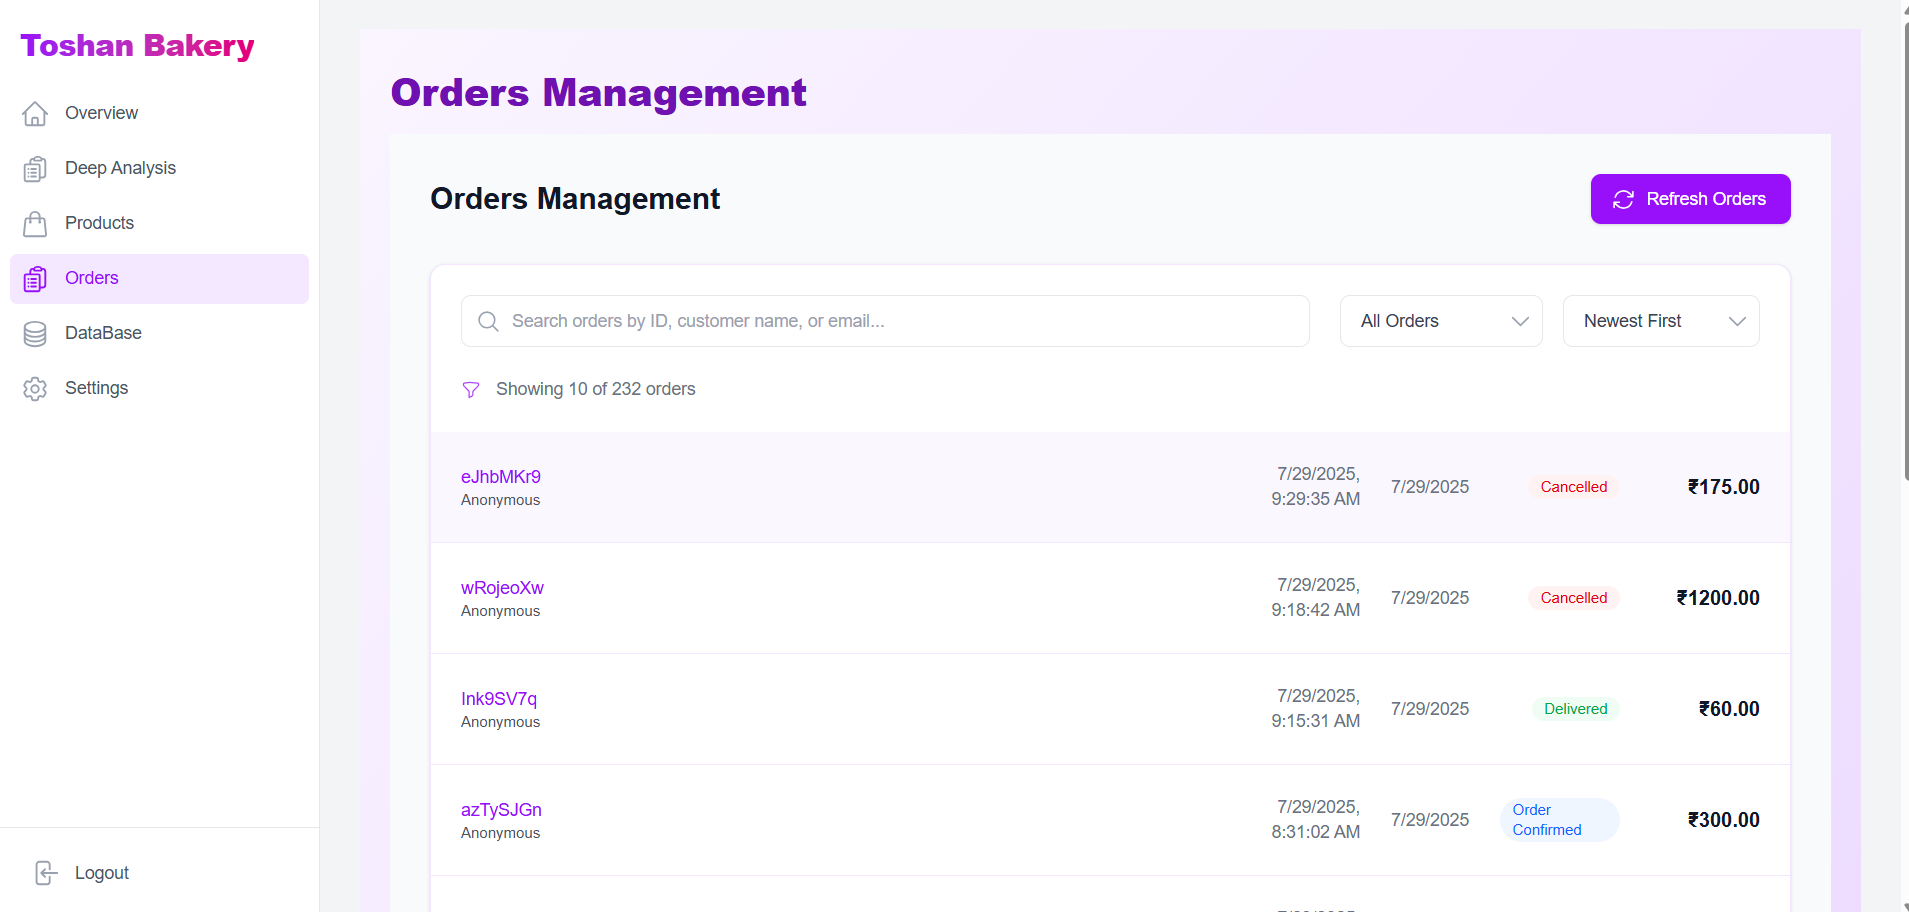 Toshan Bakery
Overview
Deep Analysis
Products
Orders
DataBase
Settings
Logout
Orders Management
Orders Management
Refresh Orders
Search orders by ID, customer name, or email...
All Orders
Newest First
Showing 10 of 232 orders
eJhbMKr9
Anonymous
7/29/2025,
9:29:35 AM
7/29/2025
Cancelled
₹175.00
wRojeoXw
Anonymous
7/29/2025,
9:18:42 AM
7/29/2025
Cancelled
₹1200.00
Ink9SV7q
Anonymous
7/29/2025,
9:15:31 AM
7/29/2025
Delivered
₹60.00
azTySJGn
Anonymous
7/29/2025,
8:31:02 AM
7/29/2025
Order
Confirmed
₹300.00